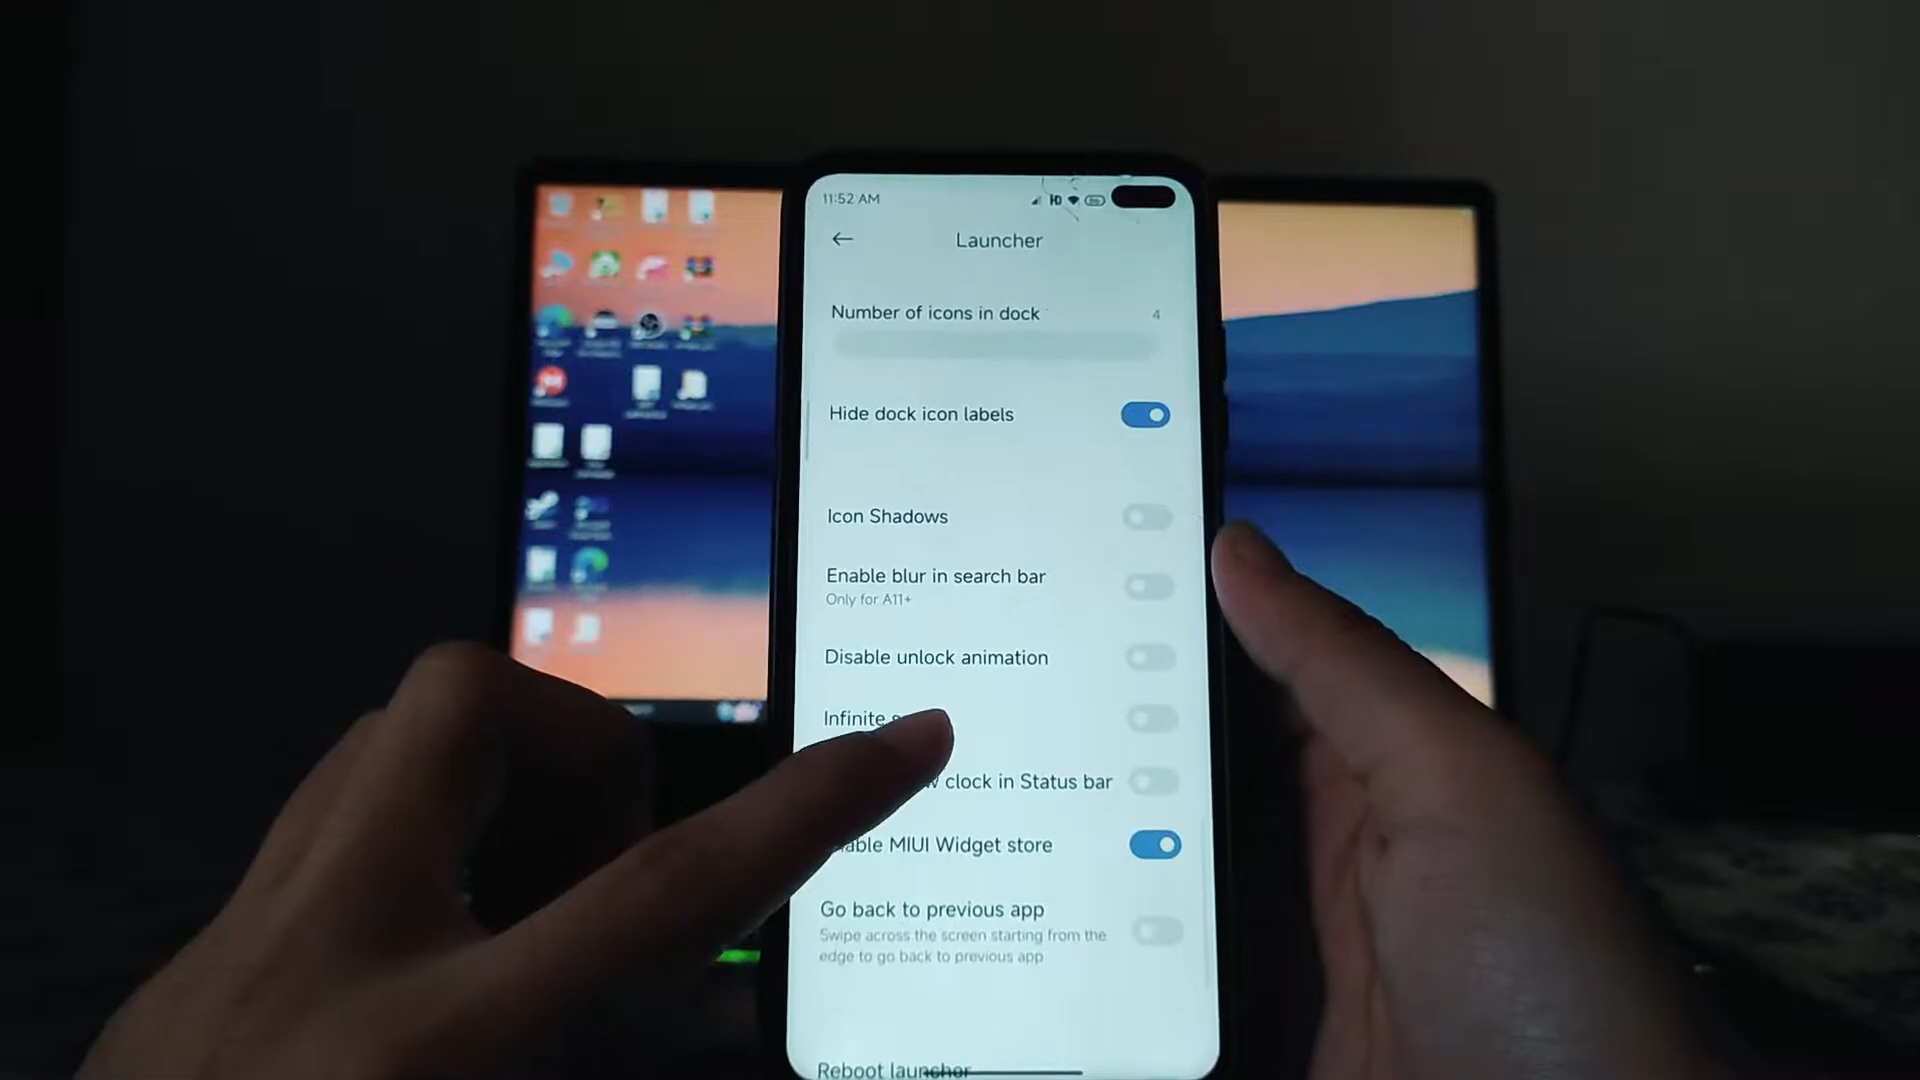 11:52 AM
Launcher
Number of icons in dock
4
Hide dock icon labels
Icon Shadows
Enable blur in search bar
Only for A11+
Disable unlock animation
Infinite
clock in Status bar
MIUI Widget store
Go back to previous app
Swipe across the screen starting from the
edge to go back to previous app
Reboot launcher